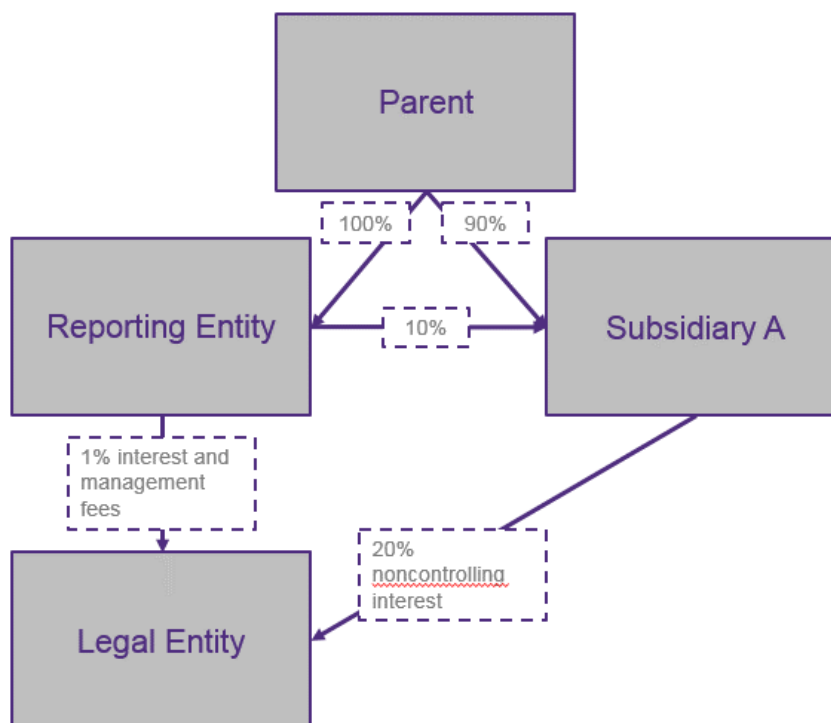 Parent
100%
90%
Reporting Entity
10%
Subsidiary A
1% interest and
management
fees
20%
noncontrolling
interest
Legal Entity